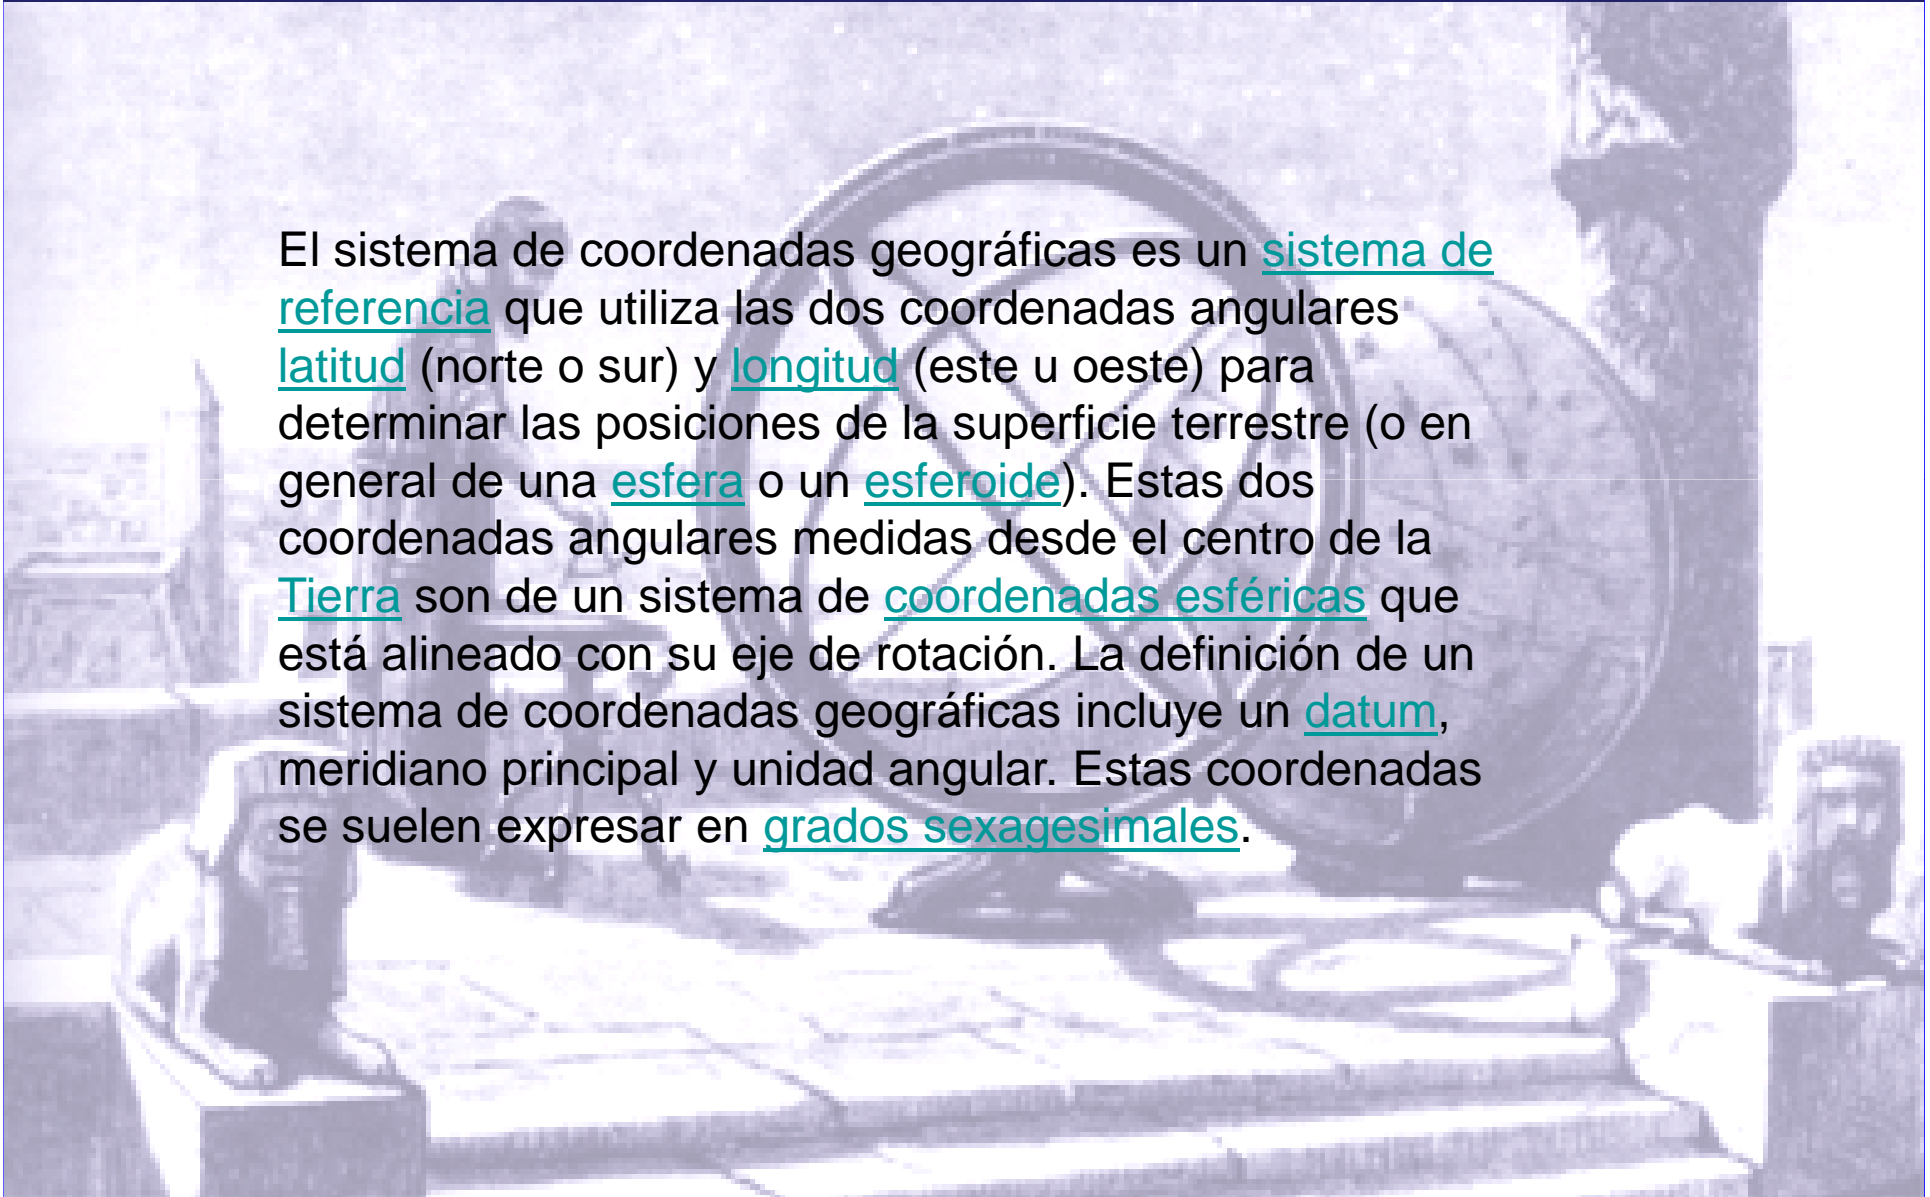 El sistema de coordenadas geográficas es un sistema de
referencia que utiliza las dos coordenadas angulares
latitud (norte o sur) y longitud (este u oeste) para
determinar las posiciones de la superficie terrestre (o en
general de una esfera o un esferoide). Estas dos
coordenadas angulares medidas desde el centro de la
Tierra son de un sistema de coordenadas esféricas que
está alineado con su eje de rotación. La definición de un
sistema de coordenadas geográficas incluye un datum,
meridiano principal y unidad angular. Estas coordenadas
se suelen expresar en grados sexagesimales.